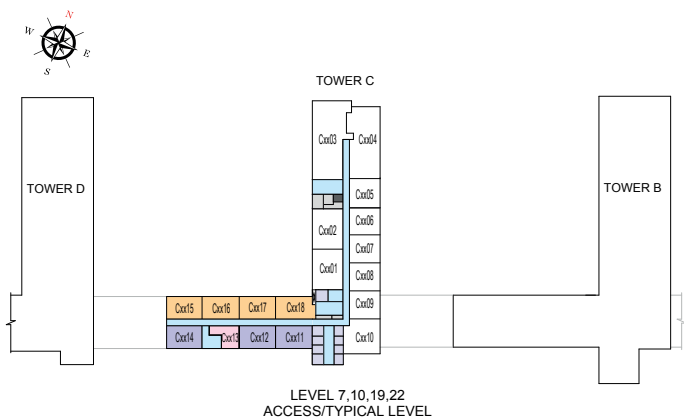 N
W
E
S
TOWER C
Cxx03
Cxx04
TOWER D
TOWER B
Cxx05
Cxx06
Cxx02
Cxx07
Cxx01
Cxx08
Cxx15 Cxx16 Cxx17 Cxx18
Cxx09
Cxx14 Cxx13 Cxx12 Cxx11
Cxx10
LEVEL 7,10,19,22
ACCESS/TYPICAL LEVEL